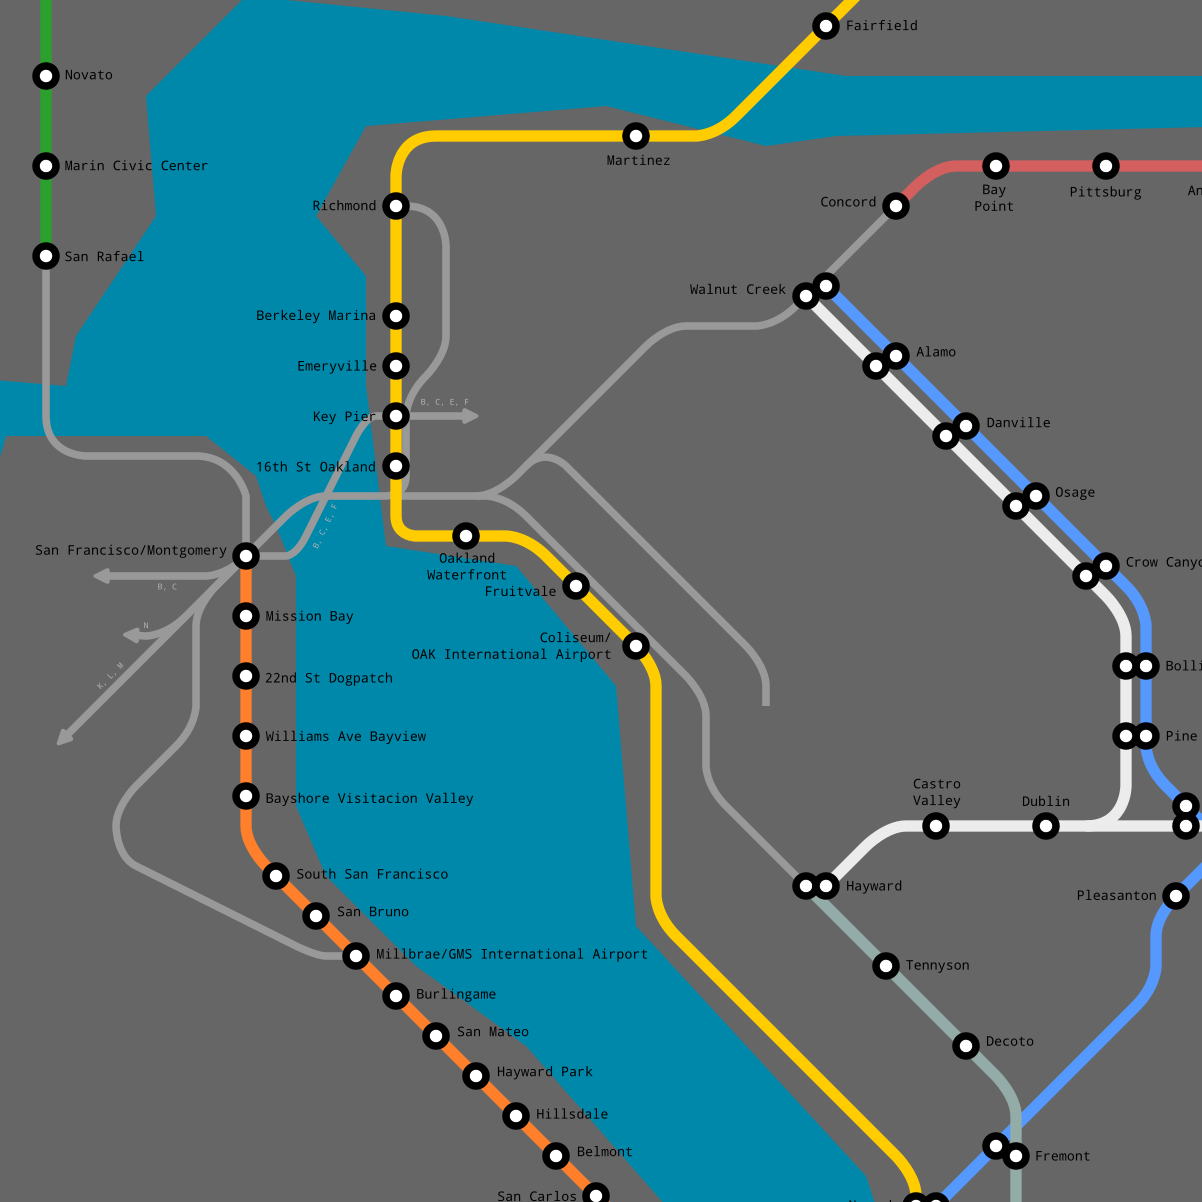 Fairfield
Novato
Martinez
Marin Civic Center
Richmond
Concord
Bay
Point
Pittsburg
An
San Rafael
Walnut Creek
Berkeley Marina
Emeryville
Alamo
Key Pier
B, C, E, F
Danville
16th St Oakland
Osage
B, C, E, F
San Francisco/Montgomery
Oakland
Waterfront
Crow Canyo
B, C
Fruitvale
Mission Bay
N
Coliseum/
OAK International Airport
K, L, M
22nd St Dogpatch
Bolli
Williams Ave Bayview
Pine
Bayshore Visitacion Valley
Castro
Valley
Dublin
South San Francisco
Hayward
Pleasanton
San Bruno
Millbrae/GMS International Airport
Tennyson
Burlingame
San Mateo
Decoto
Hayward Park
Hillsdale
Belmont
Fremont
San Carlos